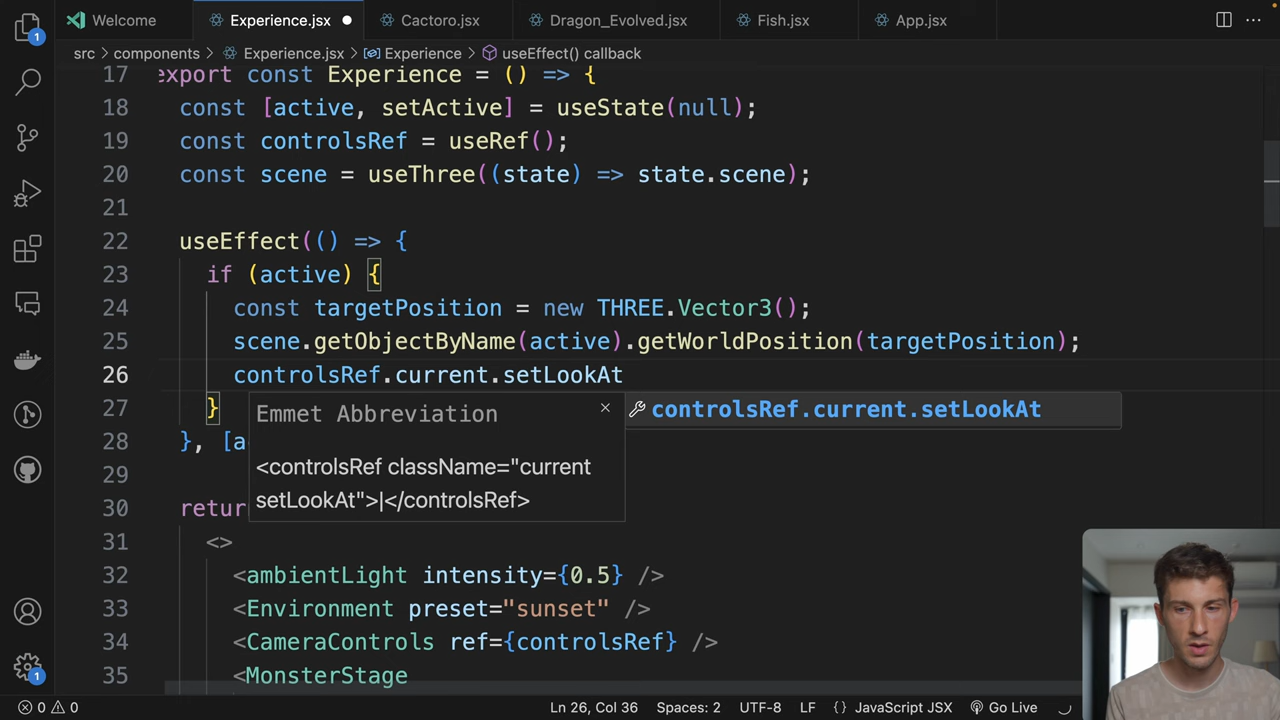 Welcome
Experience.jsx
Cactoro.jsx
Dragon_Evolved.jsx
Fish.jsx
App.jsx
src > components > Experience.jsx > Experience > useEffect() callback
17 export const Experience = () => {
18 const [active, setActive] = useState(null);
19 const controlsRef = useRef();
20 const scene = useThree((state) => state.scene);
21
22 useEffect(() => {
23 if (active) {
24 const targetPosition = new THREE.Vector3();
25 scene.getObjectByName(active).getWorldPosition(targetPosition);
26 controlsRef.current.setLookAt
27 }
Emmet Abbreviation
controlsRef.current.setLookAt
28 }, [a
<controlsRef className="current
setLookAt">|</controlsRef>
29
30 retur
31 <>
32 <ambientLight intensity={0.5} />
33 <Environment preset="sunset" />
34 <CameraControls ref={controlsRef} />
35 <MonsterStage
1
1
0 0 Ln 26, Col 36 Spaces: 2 UTF-8 LF {} JavaScript JSX Go Live